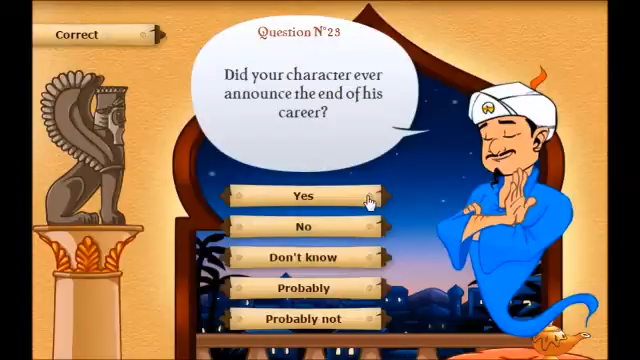 Correct
Question N°23
Did your character ever
announce the end of his
career?
Yes
No
Don't know
Probably
Probably not